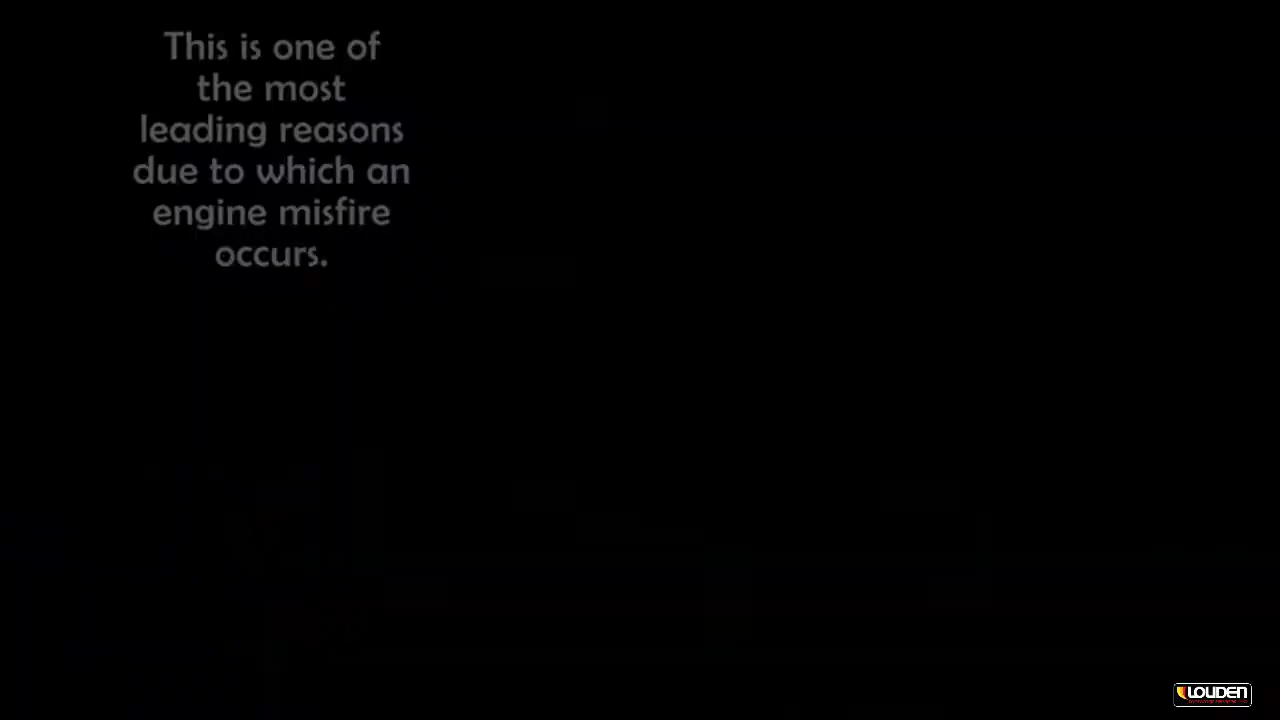 This is one of
the most
leading reasons
due to which an
engine misfire
occurs.
LOUDEN